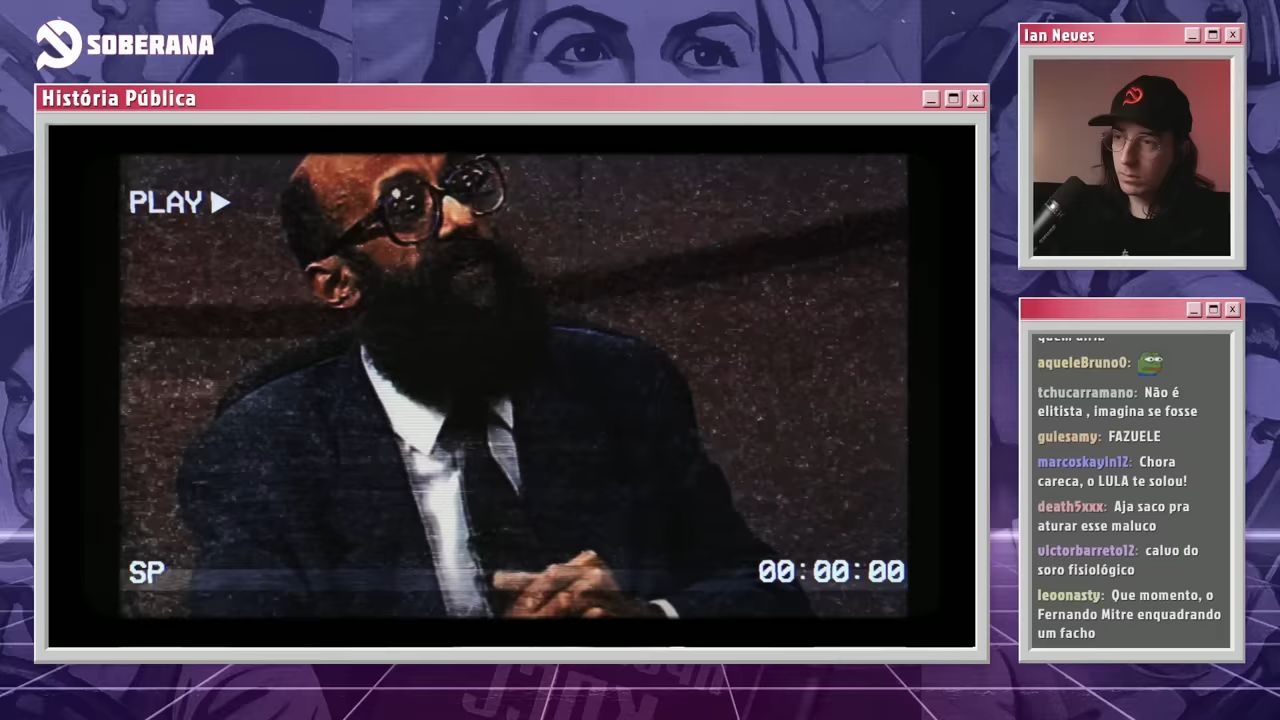 SOBERANA
História Pública
PLAY
SP
00:00:00
Ian Neves
aqueleBruno0:
tchucarramano: Não é
elitista , imagina se fosse
guiesamy: FAZUELE
marcoskayin12: Chora
careca, o LULA te solou!
death5xxx: Aja saco pra
aturar esse maluco
victorbarreto12: calvo do
soro fisiológico
leoonasty: Que momento, o
Fernando Mitre enquadrando
um facho